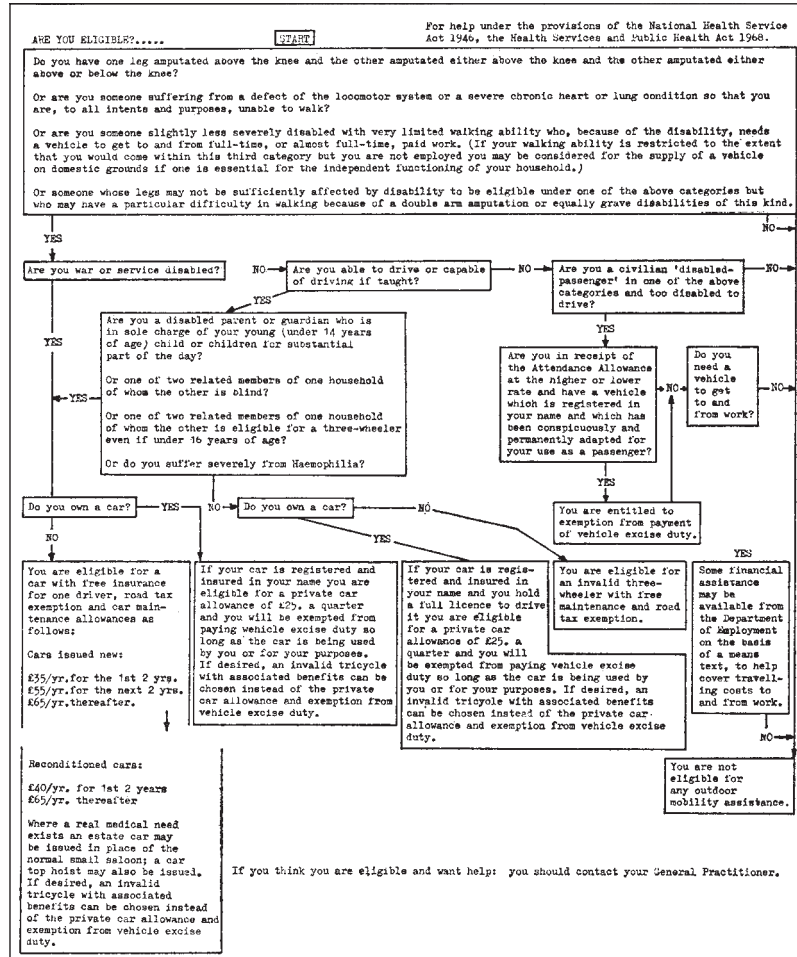 ARE YOU ELIGIBLE?.....
START
For help under the provisions of the National Health Service
Act 1946, the Health Services and Public Health Act 1968.
Do you have one leg amputated above the knee and the other amputated either above the knee and the other amputated either
above or below the knee?
Or are you someone suffering from a defect of the locomotor system or a severe chronic heart or lung condition so that you
are, to all intents and purposes, unable to walk?
Or are you someone slightly less severely disabled with very limited walking ability who, because of the disability, needs
a vehicle to get to and from full-time, or almost full-time, paid work. (If your walking ability is restricted to the extent
that you would come within this third category but you are not employed you may be considered for the supply of a vehicle
on domestic grounds if one is essential for the independent functioning of your household.)
Or someone whose legs may not be sufficiently affected by disability to be eligible under one of the above categories but
who may have a particular difficulty in walking because of a double arm amputation or equally grave disabilities of this kind.
YES
NO
Are you war or service disabled?
NO
Are you able to drive or capable
of driving if taught?
NO
Are you a civilian 'disabled-
passenger' in one of the above
categories and too disabled to
drive?
NO
YES
YES
YES
Are you a disabled parent or guardian who is
in sole charge of your young (under 14 years
of age) child or children for substantial
part of the day?
Or one of two related members of one household
of whom the other is blind?
Or one of two related members of one household
of whom the other is eligible for a three-wheeler
even if under 16 years of age?
Or do you suffer severely from Haemophilia?
YES
Are you in receipt of
the Attendance Allowance
at the higher or lower
rate and have a vehicle
which is registered in
your name and which has
been conspicuously and
permanently adapted for
your use as a passenger?
NO
Do you
need a
vehicle
to get
to and
from work?
NO
YES
You are entitled to
exemption from payment
of vehicle excise duty.
Do you own a car?
YES
NO
Do you own a car?
NO
NO
YES
YES
You are eligible for a
car with free insurance
for one driver, road tax
exemption and car main-
tenance allowances as
follows:
Cars issued new:
£35/yr.for the 1st 2 yrs.
£55/yr.for the next 2 yrs.
£65/yr.thereafter.
Reconditioned cars:
£40/yr. for 1st 2 years
£65/yr. thereafter
Where a real medical need
exists an estate car may
be issued in place of the
normal small saloon; a car
top hoist may also be issued.
If desired, an invalid
tricycle with associated
benefits can be chosen instead
of the private car allowance and
exemption from vehicle excise
duty.
If your car is registered and
insured in your name you are
eligible for a private car
allowance of £25. a quarter
and you will be exempted from
paying vehicle excise duty so
long as the car is being used
by you or for your purposes.
If desired, an invalid tricycle
with associated benefits can be
chosen instead of the private
car allowance and exemption from
vehicle excise duty.
If your car is regis-
tered and insured in
your name and you hold
a full licence to drive
it you are eligible
for a private car
allowance of £25. a
quarter and you will
be exempted from paying vehicle excise
duty so long as the car is being used by
you or for your purposes. If desired, an
invalid tricycle with associated benefits
can be chosen instead of the private car
allowance and exemption from vehicle excise
duty.
You are eligible for
an invalid three-
wheeler with free
maintenance and road
tax exemption.
Some financial
assistance
may be
available from
the Department
of Employment
on the basis
of a means
text, to help
cover travell-
ing costs to
and from work.
NO
You are not
eligible for
any outdoor
mobility assistance.
If you think you are eligible and want help: you should contact your General Practitioner.